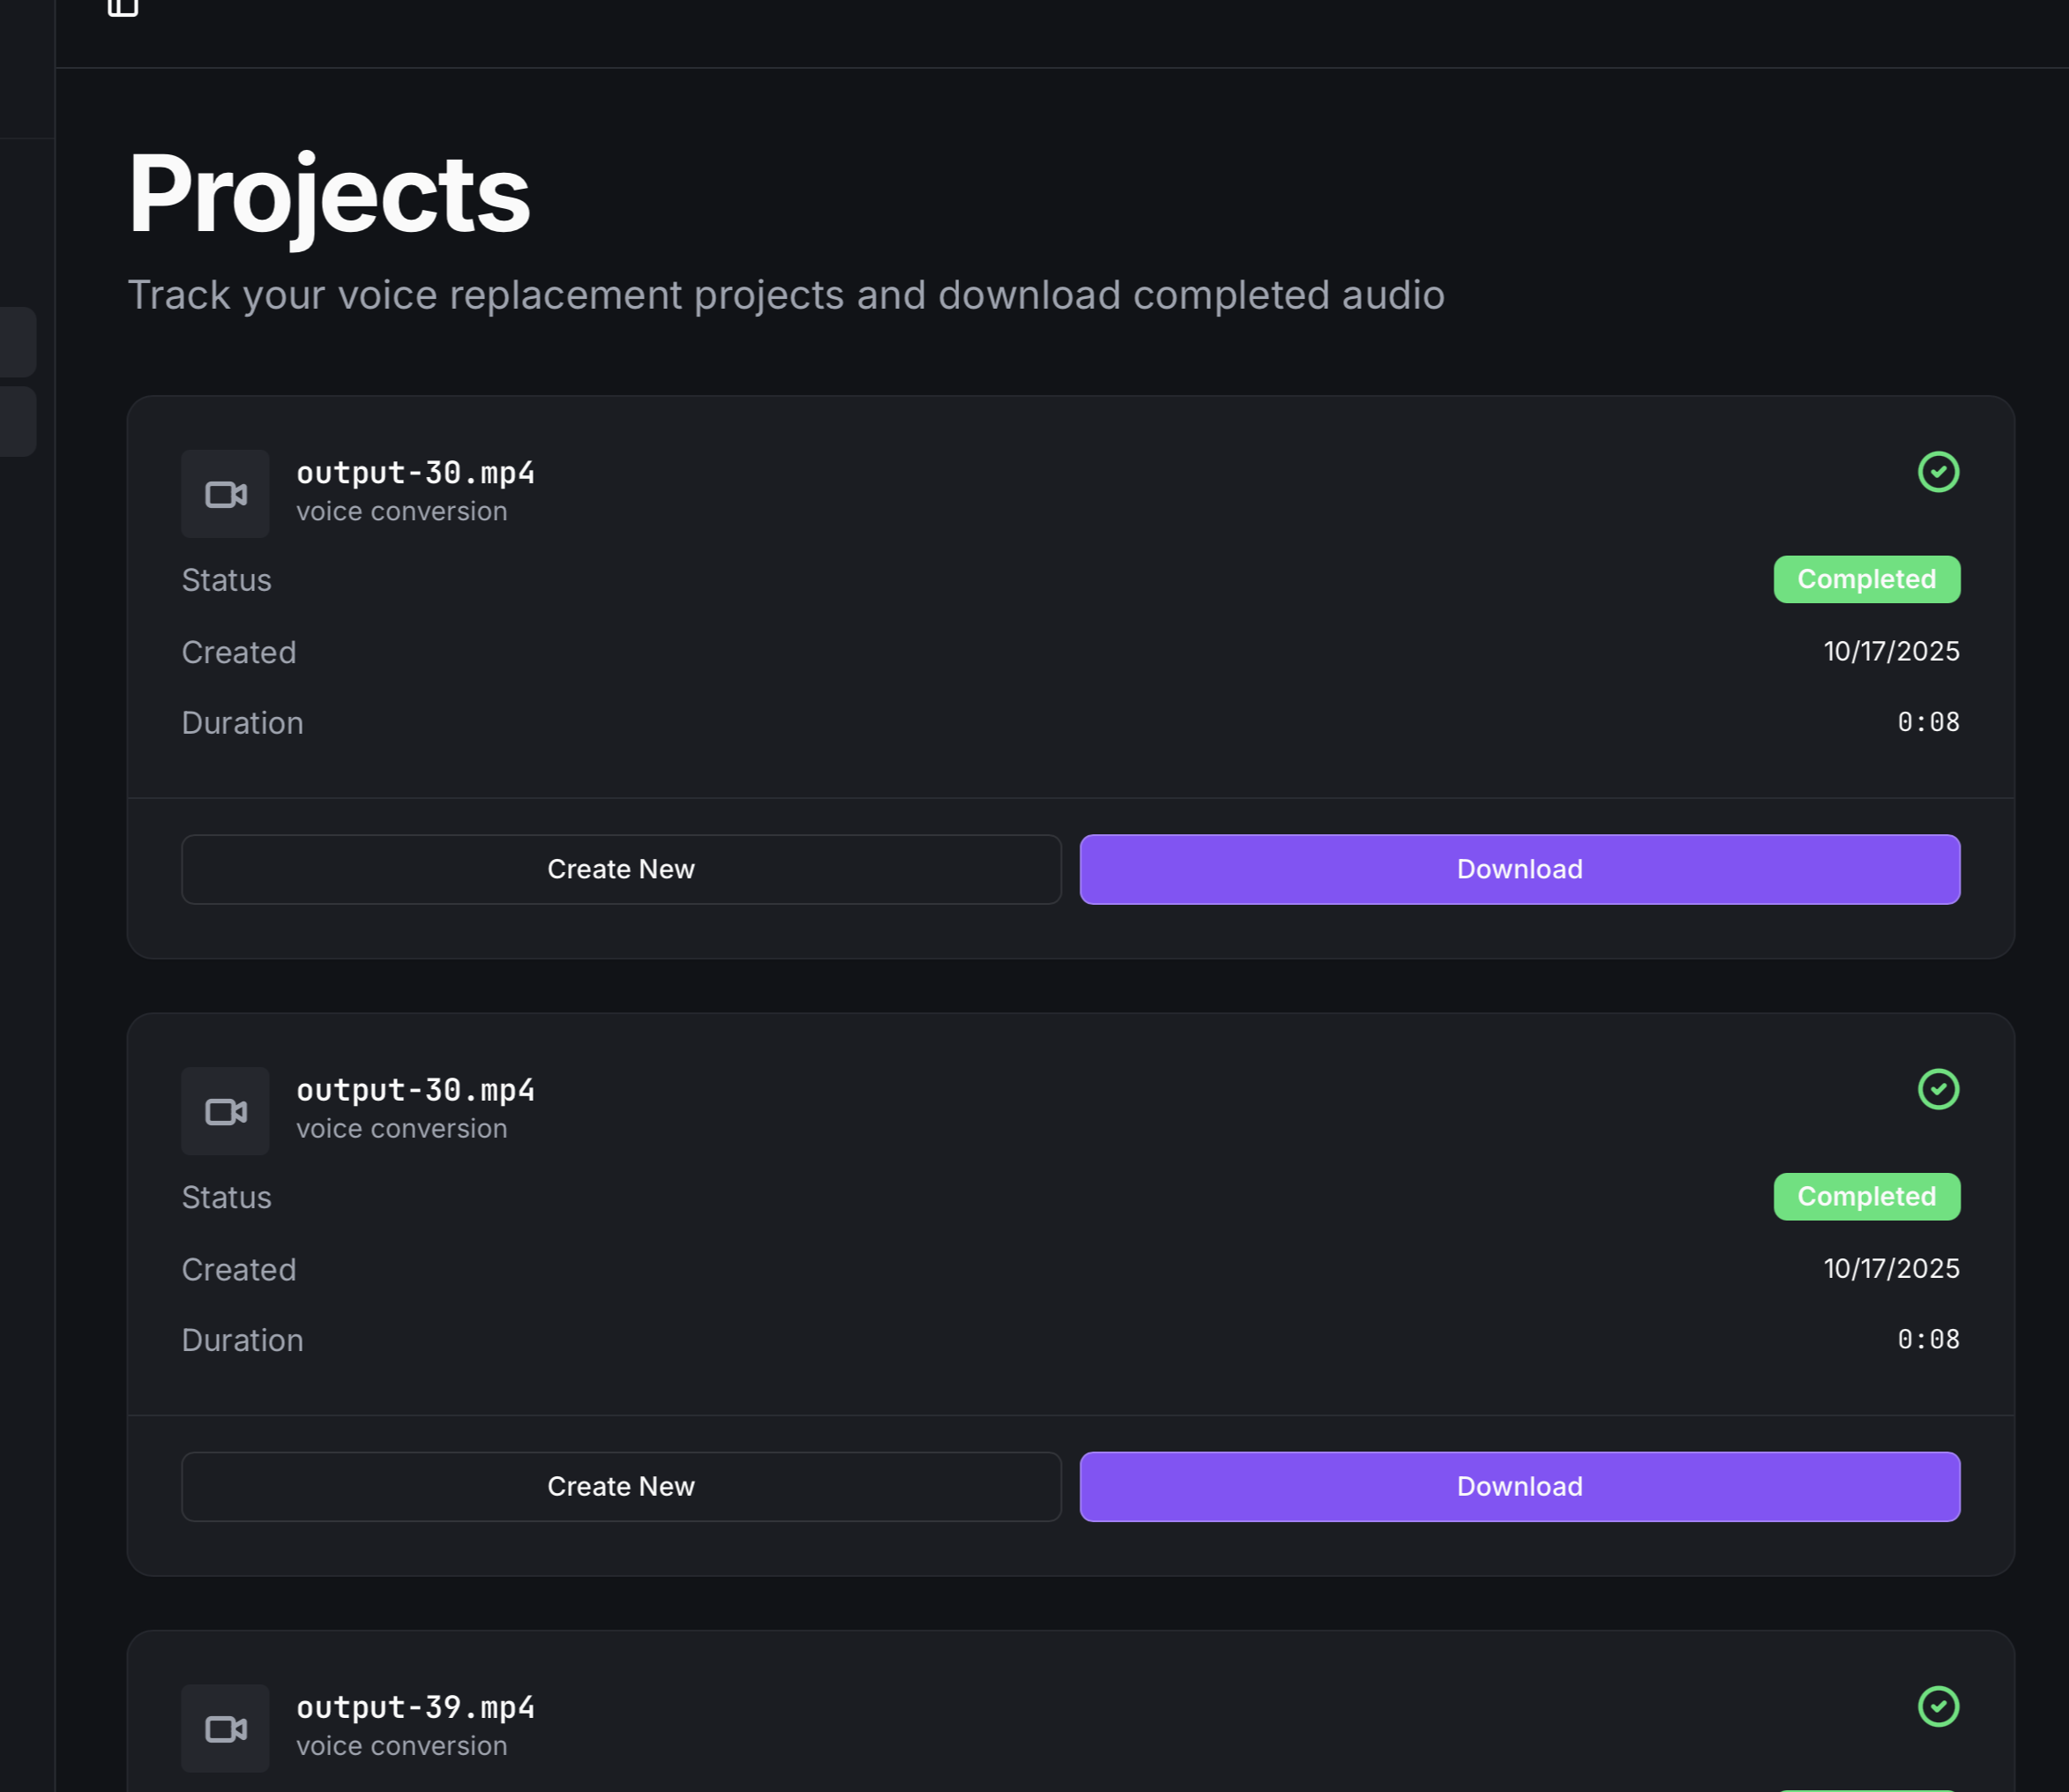 Projects
Track your voice replacement projects and download completed audio
output-30.mp4
voice conversion
Status
Completed
Created
10/17/2025
Duration
0:08
Create New
Download
output-30.mp4
voice conversion
Status
Completed
Created
10/17/2025
Duration
0:08
Create New
Download
output-39.mp4
voice conversion